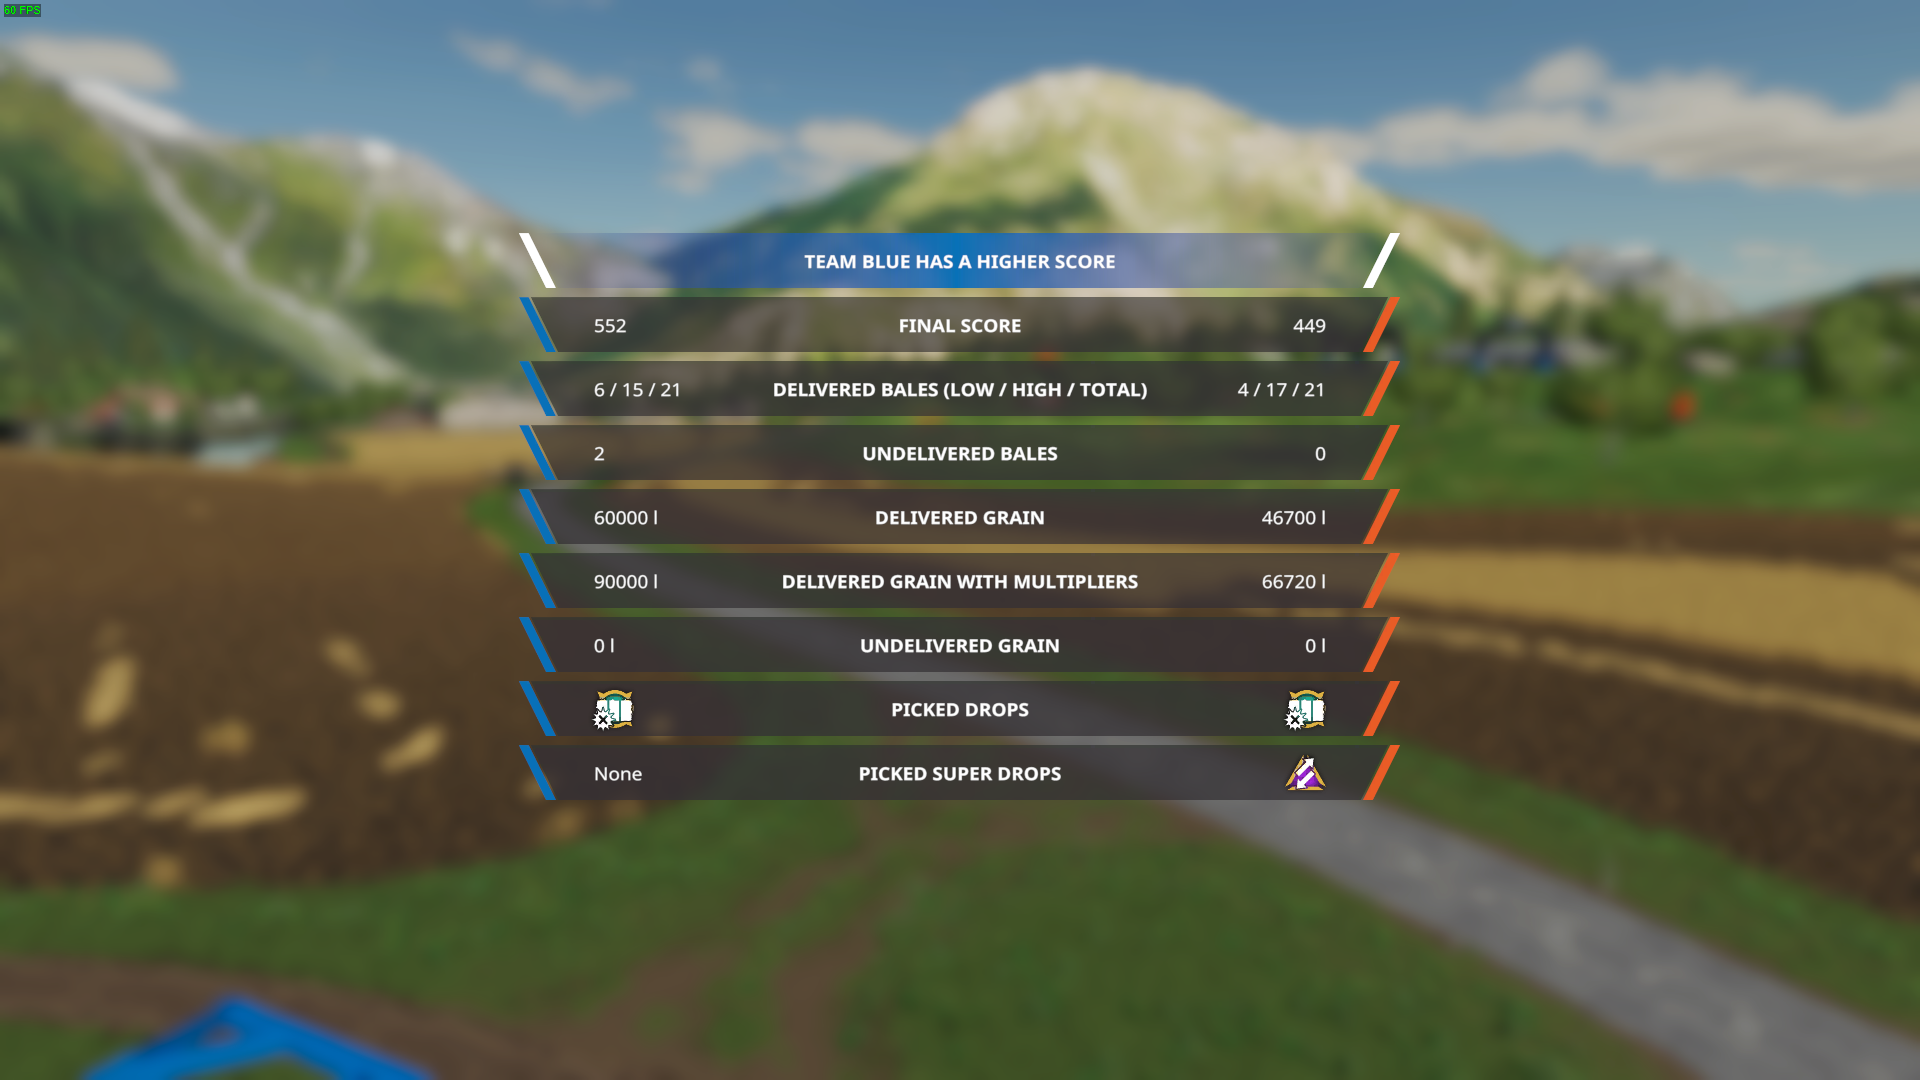 60 FPS
TEAM BLUE HAS A HIGHER SCORE
552 FINAL SCORE 449
6 / 15 / 21 DELIVERED BALES (LOW / HIGH / TOTAL) 4 / 17 / 21
2 UNDELIVERED BALES 0
60000 l DELIVERED GRAIN 46700 l
90000 l DELIVERED GRAIN WITH MULTIPLIERS 66720 l
0 l UNDELIVERED GRAIN 0 l
PICKED DROPS
None PICKED SUPER DROPS